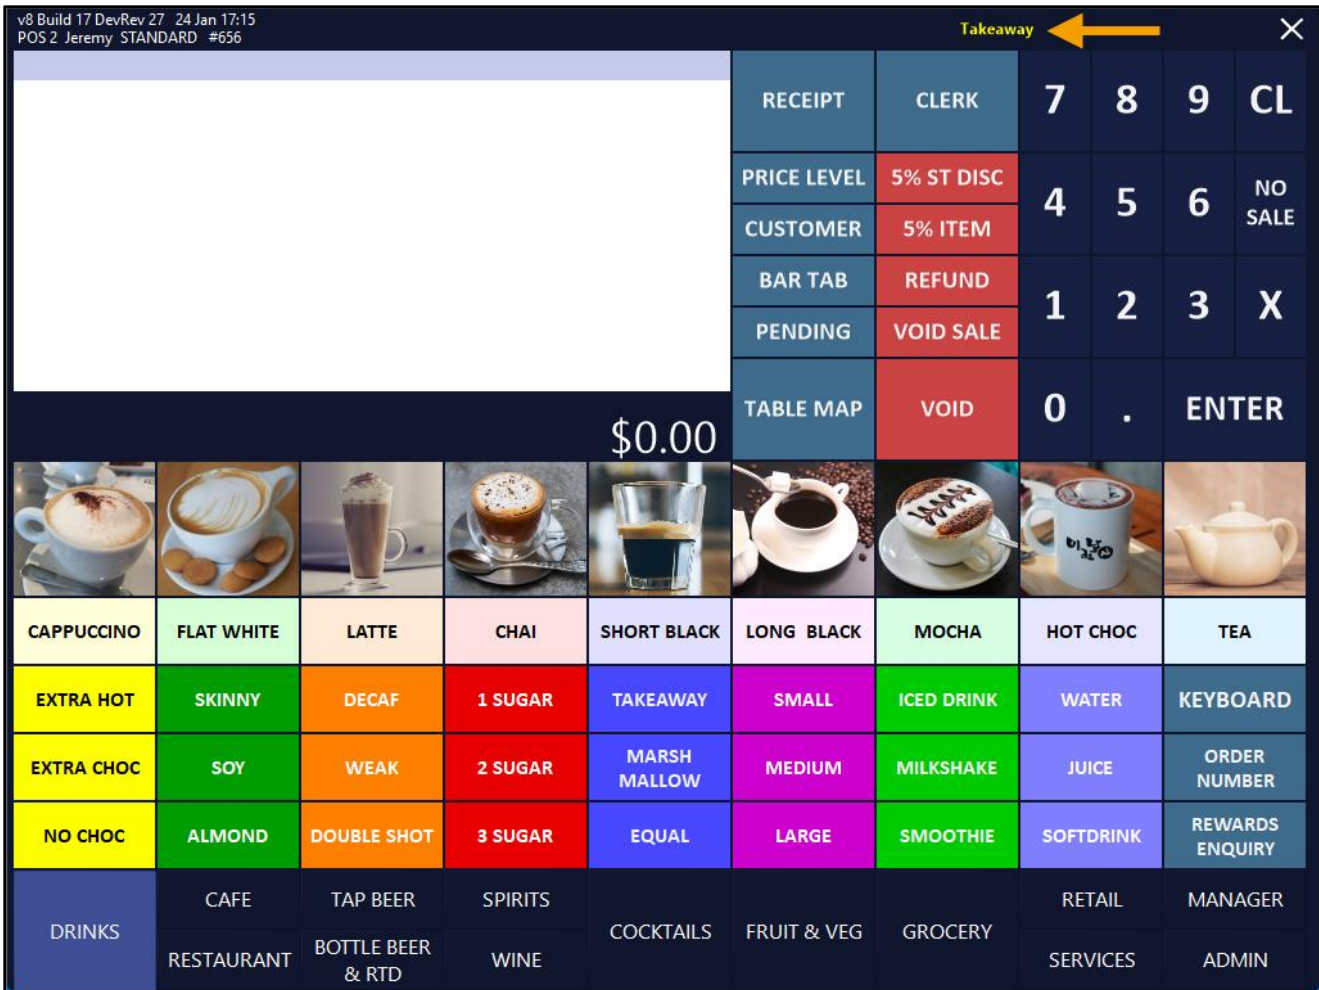 v8 Build 17 DevRev 27 24 Jan 17:15
POS 2 Jeremy STANDARD #656
Takeaway
RECEIPT
CLERK
7
8
9
CL
PRICE LEVEL
5% ST DISC
4
5
6
NO
SALE
CUSTOMER
5% ITEM
BAR TAB
REFUND
1
2
3
X
PENDING
VOID SALE
TABLE MAP
VOID
0
.
ENTER
$0.00
CAPPUCCINO
FLAT WHITE
LATTE
CHAI
SHORT BLACK
LONG BLACK
MOCHA
HOT CHOC
TEA
EXTRA HOT
SKINNY
DECAF
1 SUGAR
TAKEAWAY
SMALL
ICED DRINK
WATER
KEYBOARD
EXTRA CHOC
SOY
WEAK
2 SUGAR
MARSH
MALLOW
MEDIUM
MILKSHAKE
JUICE
ORDER
NUMBER
NO CHOC
ALMOND
DOUBLE SHOT
3 SUGAR
EQUAL
LARGE
SMOOTHIE
SOFTDRINK
REWARDS
ENQUIRY
DRINKS
CAFE
TAP BEER
SPIRITS
COCKTAILS
FRUIT & VEG
GROCERY
RETAIL
MANAGER
RESTAURANT
BOTTLE BEER
& RTD
WINE
SERVICES
ADMIN